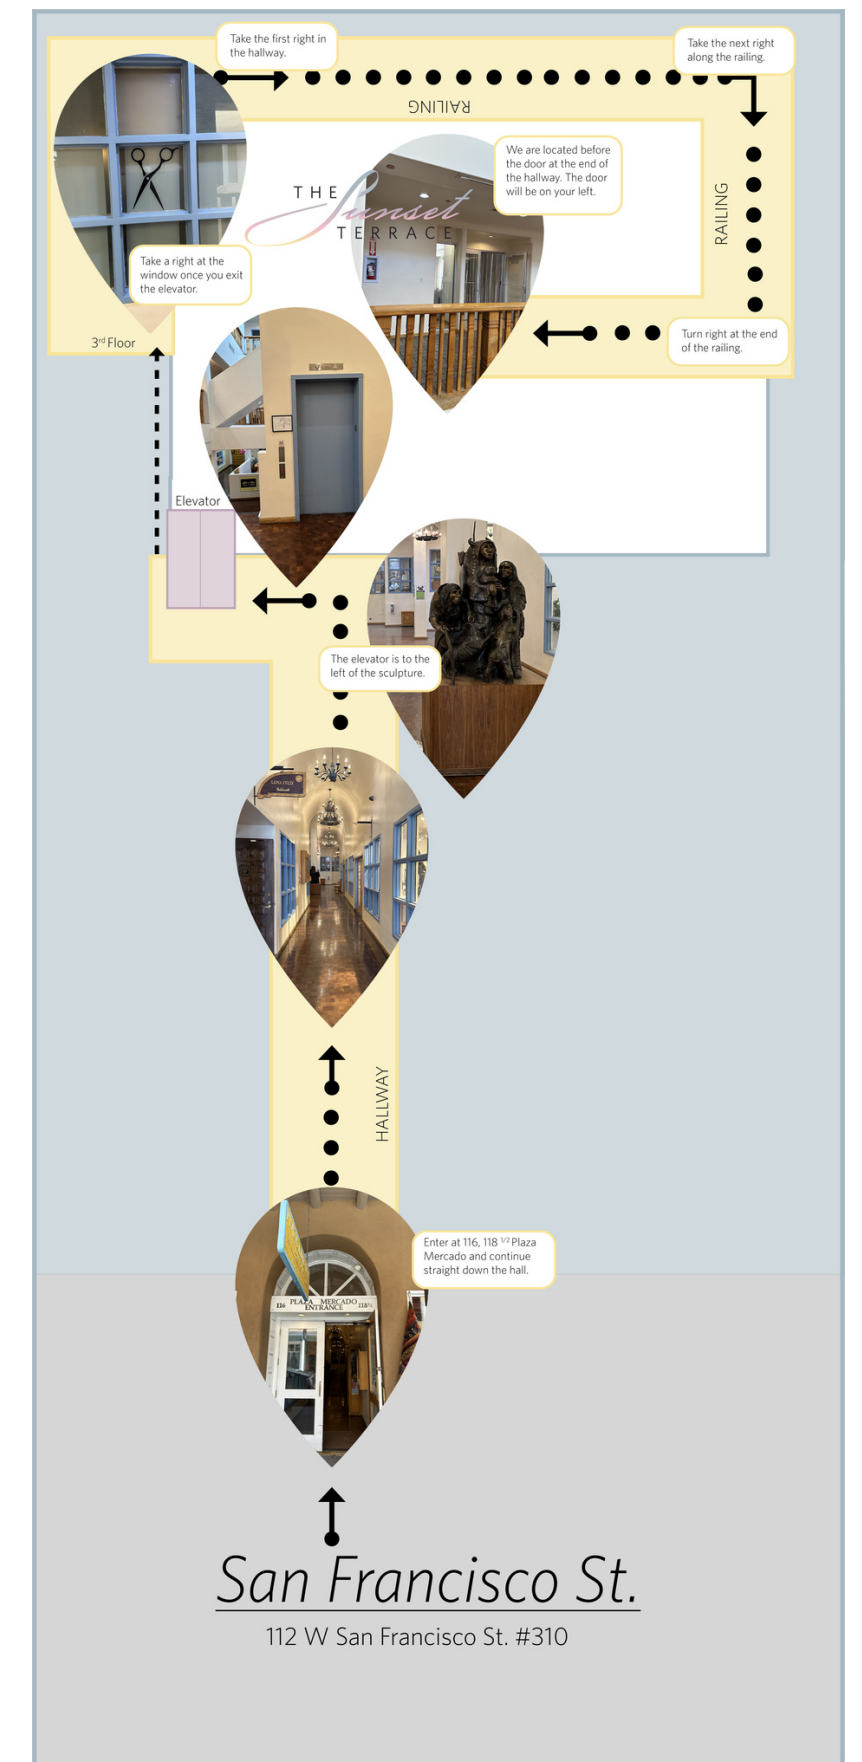 Take the first right in
the hallway.
Take the next right
along the railing.
RAILING
We are located before
the door at the end of
the hallway. The door
will be on your left.
THE
Sunset
TERRACE
RAILING
Take a right at the
window once you exit
the elevator.
3rd Floor
Turn right at the end
of the railing.
Elevator
The elevator is to the
left of the sculpture.
HALLWAY
Enter at 116, 118 1/2 Plaza
Mercado and continue
straight down the hall.
116 PLAZA MERCADO 118½
ENTRANCE
San Francisco St.
112 W San Francisco St. #310